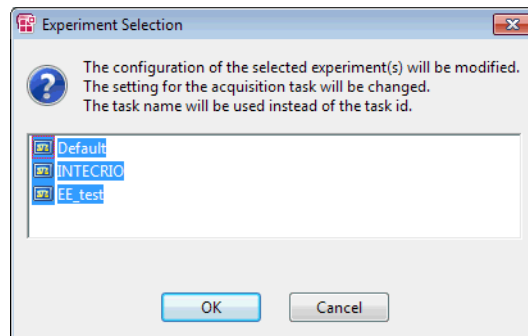 Experiment Selection
The configuration of the selected experiment(s) will be modified.
The setting for the acquisition task will be changed.
The task name will be used instead of the task id.
Default
INTECRIO
EE_test
OK
Cancel